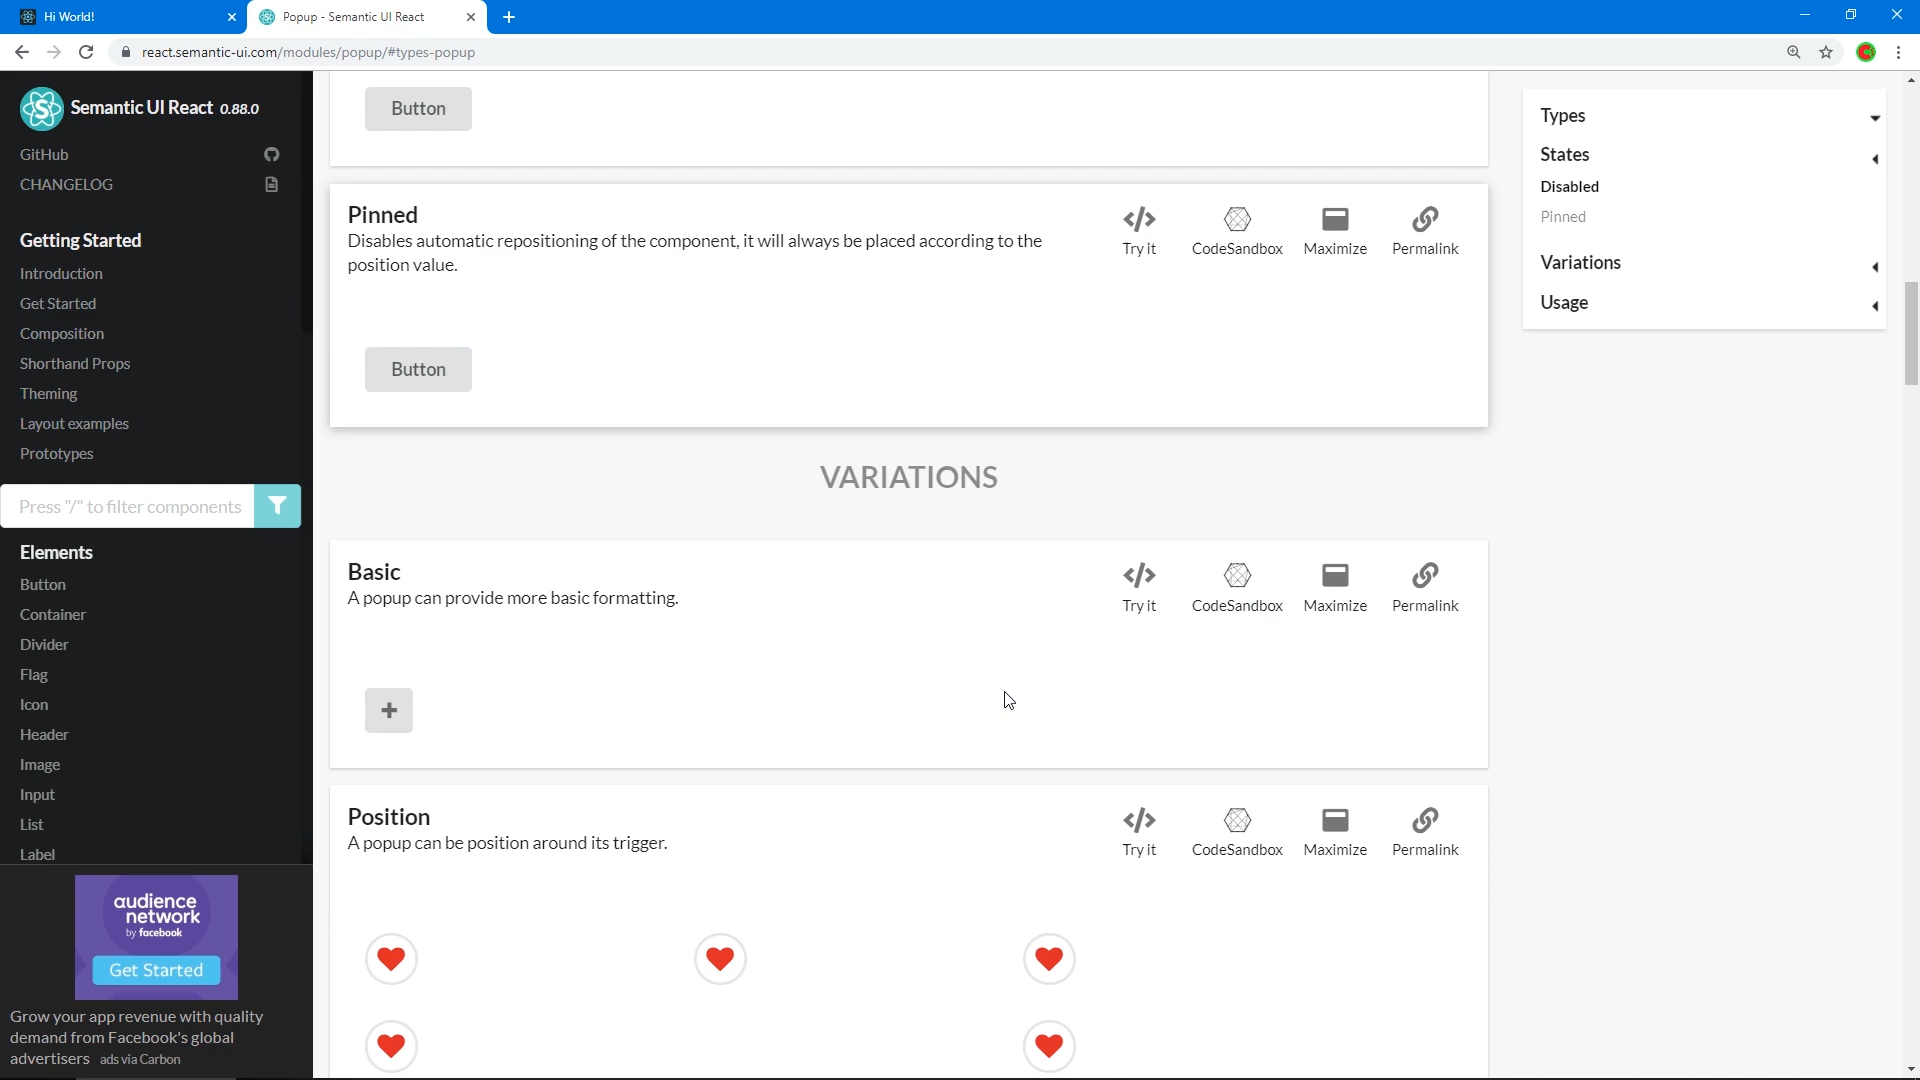 Hi World!
Popup - Semantic UI React
react.semantic-ui.com/modules/popup/#types-popup
Semantic UI React 0.88.0
GitHub
CHANGELOG
Getting Started
Introduction
Get Started
Composition
Shorthand Props
Theming
Layout examples
Prototypes
Press "/" to filter components
Elements
Button
Container
Divider
Flag
Icon
Header
Image
Input
List
Label
audience
network
by facebook
Get Started
Grow your app revenue with quality
demand from Facebook's global
advertisers ads via Carbon
Button
Pinned
Disables automatic repositioning of the component, it will always be placed according to the
position value.
Try it CodeSandbox Maximize Permalink
Button
VARIATIONS
Basic
A popup can provide more basic formatting.
Try it CodeSandbox Maximize Permalink
Position
A popup can be position around its trigger.
Try it CodeSandbox Maximize Permalink
Types
States
Disabled
Pinned
Variations
Usage